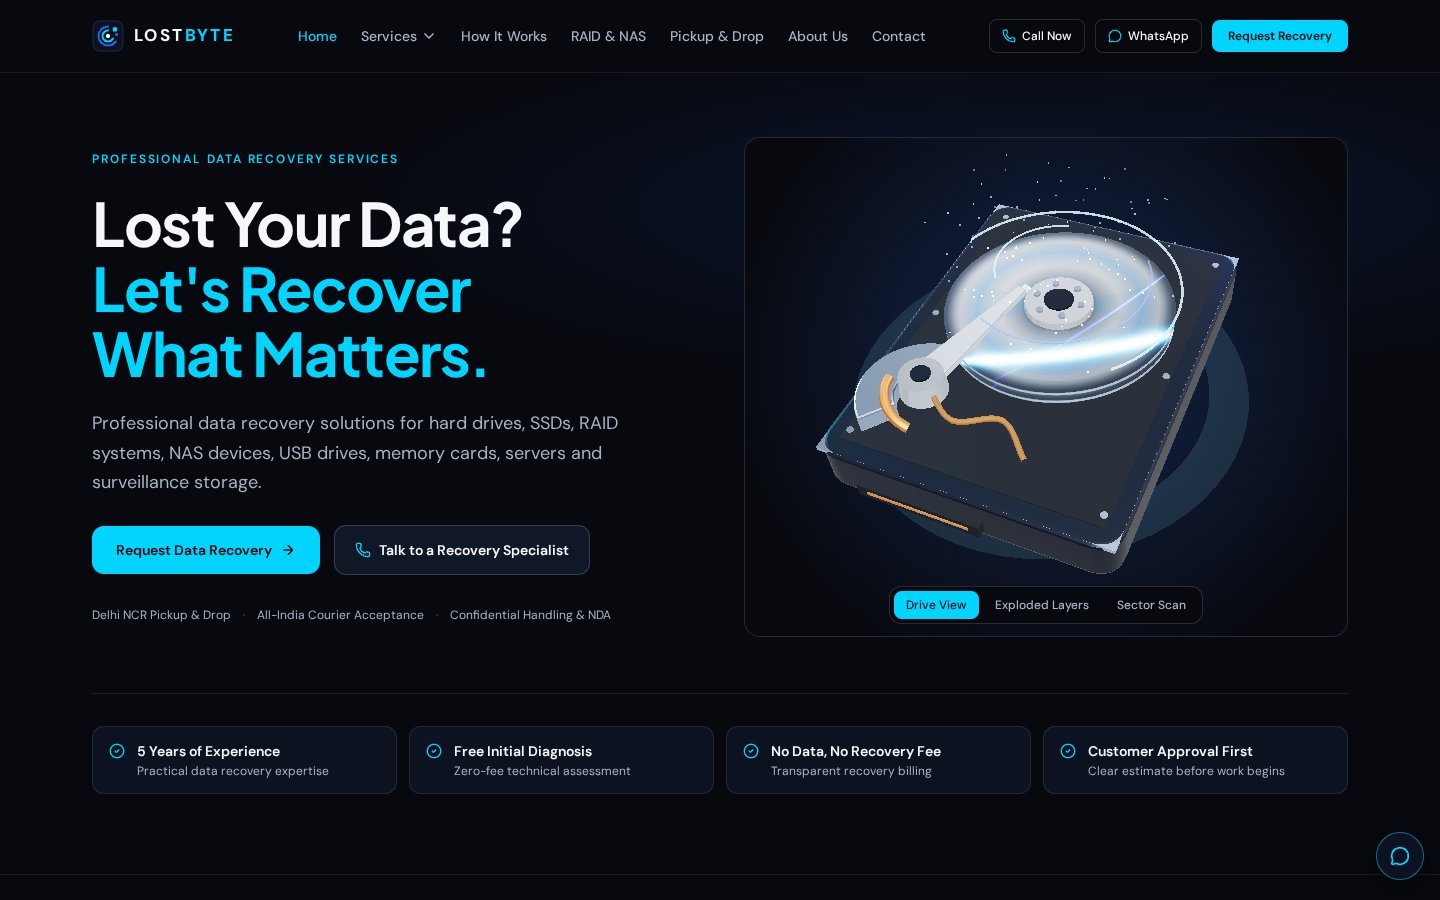 LOSTBYTE
Home
Services
How It Works
RAID & NAS
Pickup & Drop
About Us
Contact
Call Now
WhatsApp
Request Recovery
PROFESSIONAL DATA RECOVERY SERVICES
Lost Your Data?
Let's Recover
What Matters.
Professional data recovery solutions for hard drives, SSDs, RAID
systems, NAS devices, USB drives, memory cards, servers and
surveillance storage.
Request Data Recovery
Talk to a Recovery Specialist
Delhi NCR Pickup & Drop · All-India Courier Acceptance · Confidential Handling & NDA
Drive View
Exploded Layers
Sector Scan
5 Years of Experience
Practical data recovery expertise
Free Initial Diagnosis
Zero-fee technical assessment
No Data, No Recovery Fee
Transparent recovery billing
Customer Approval First
Clear estimate before work begins